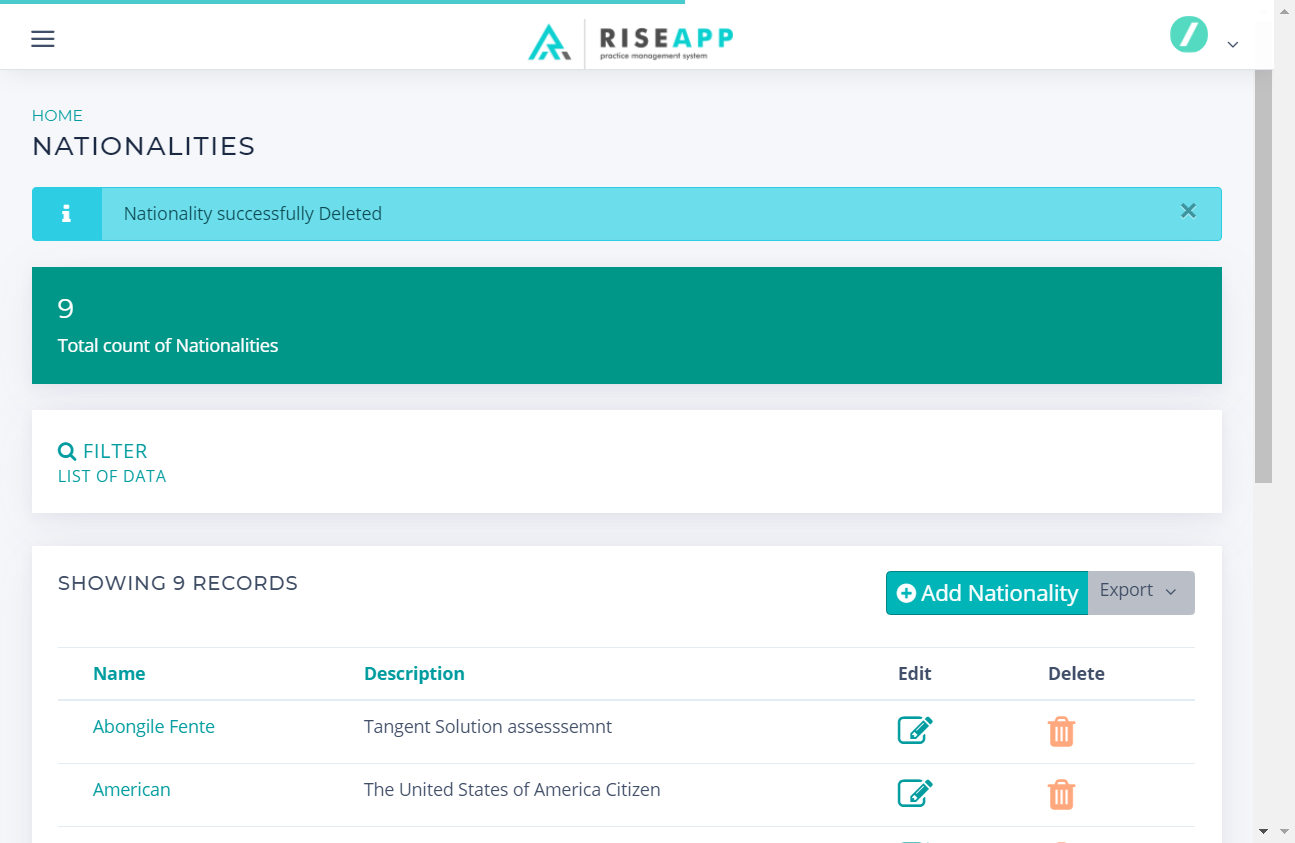 RISEAPP
practice management system
HOME
NATIONALITIES
Nationality successfully Deleted
9
Total count of Nationalities
FILTER
LIST OF DATA
SHOWING 9 RECORDS
Add Nationality Export
Name Description Edit Delete
Abongile Fente Tangent Solution assesssemnt
American The United States of America Citizen